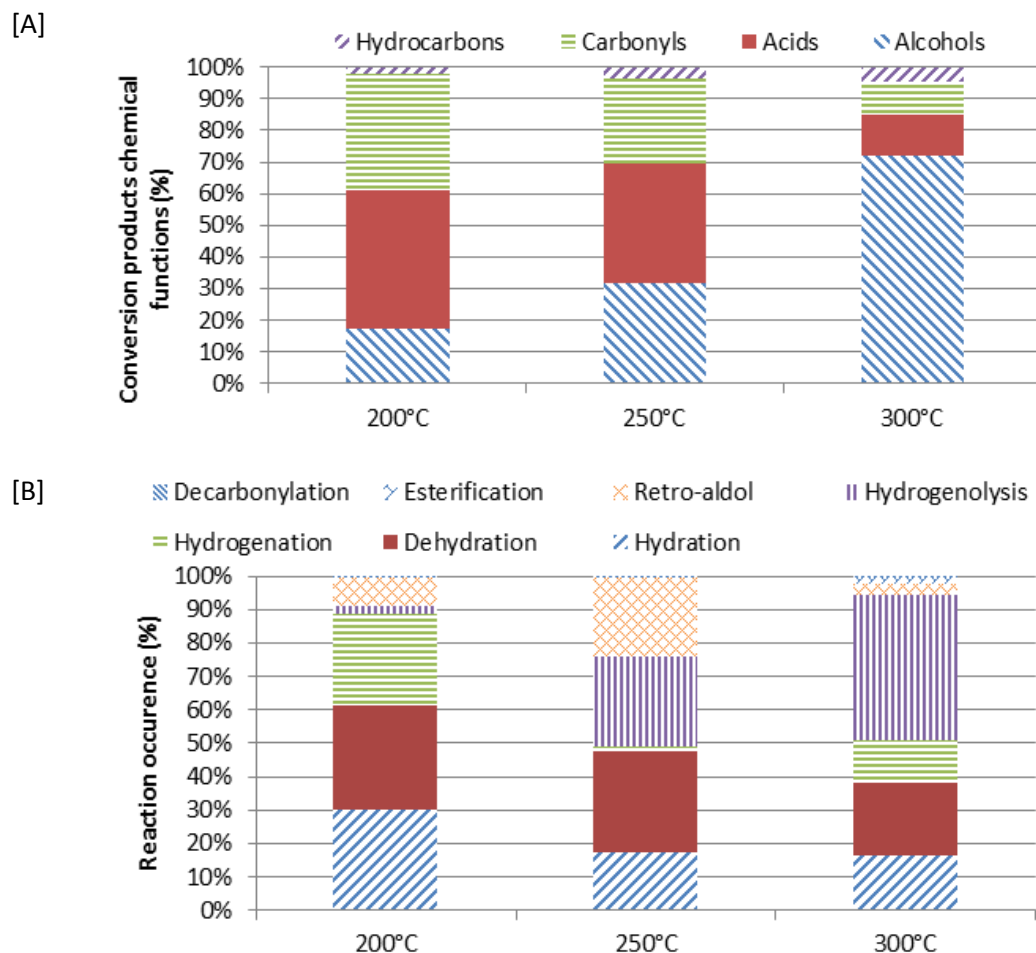 [A]
Hydrocarbons Carbonyls Acids Alcohols
Conversion products chemical
functions (%)
100%
90%
80%
70%
60%
50%
40%
30%
20%
10%
0%
200°C 250°C 300°C
[B]
Decarbonylation Esterification Retro-aldol Hydrogenolysis
Hydrogenation Dehydration Hydration
Reaction occurence (%)
100%
90%
80%
70%
60%
50%
40%
30%
20%
10%
0%
200°C 250°C 300°C